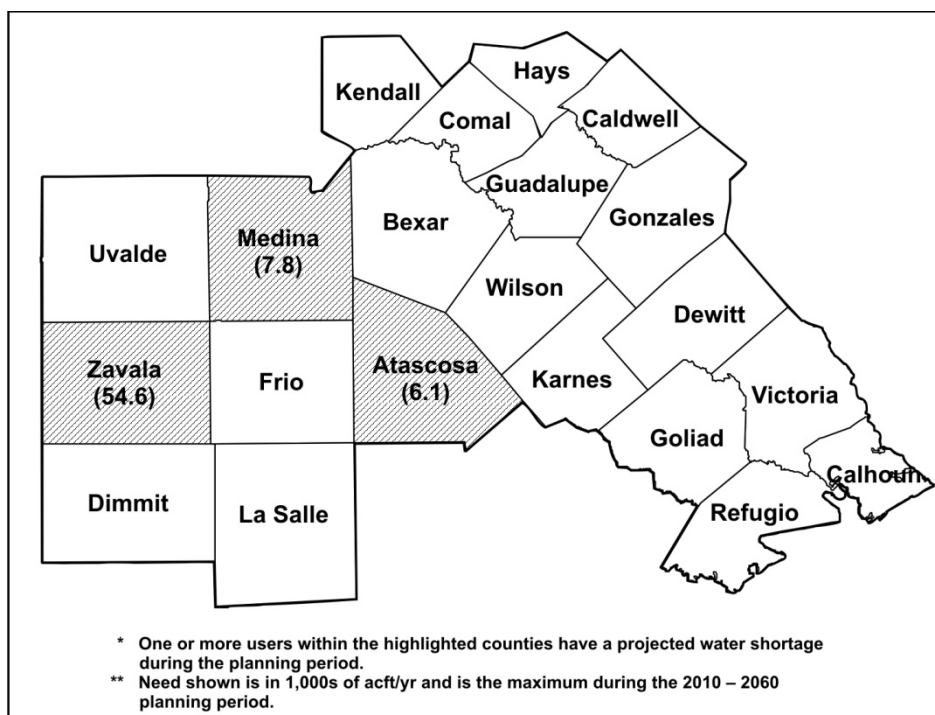 Kendall
Hays
Comal
Caldwell
Guadalupe
Gonzales
Bexar
Medina
(7.8)
Uvalde
Wilson
Dewitt
Zavala
(54.6)
Frio
Atascosa
(6.1)
Karnes
Victoria
Goliad
Calhoun
Dimmit
La Salle
Refugio
* One or more users within the highlighted counties have a projected water shortage
during the planning period.
** Need shown is in 1,000s of acft/yr and is the maximum during the 2010 – 2060
planning period.